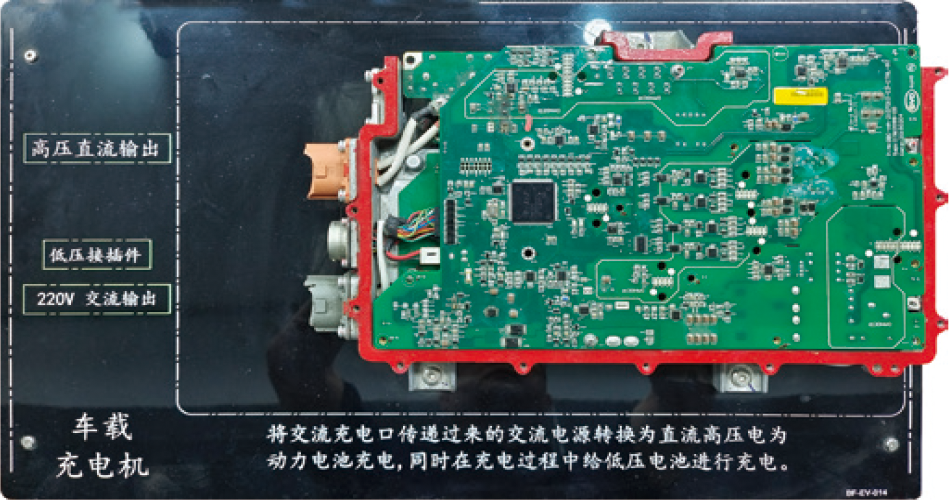 高压直流输出
低压接插件
220V 交流输出
车载
充电机
将交流充电口传递过来的交流电源转换为直流高压电为
动力电池充电,同时在充电过程中给低压电池进行充电。
BF-EV-014